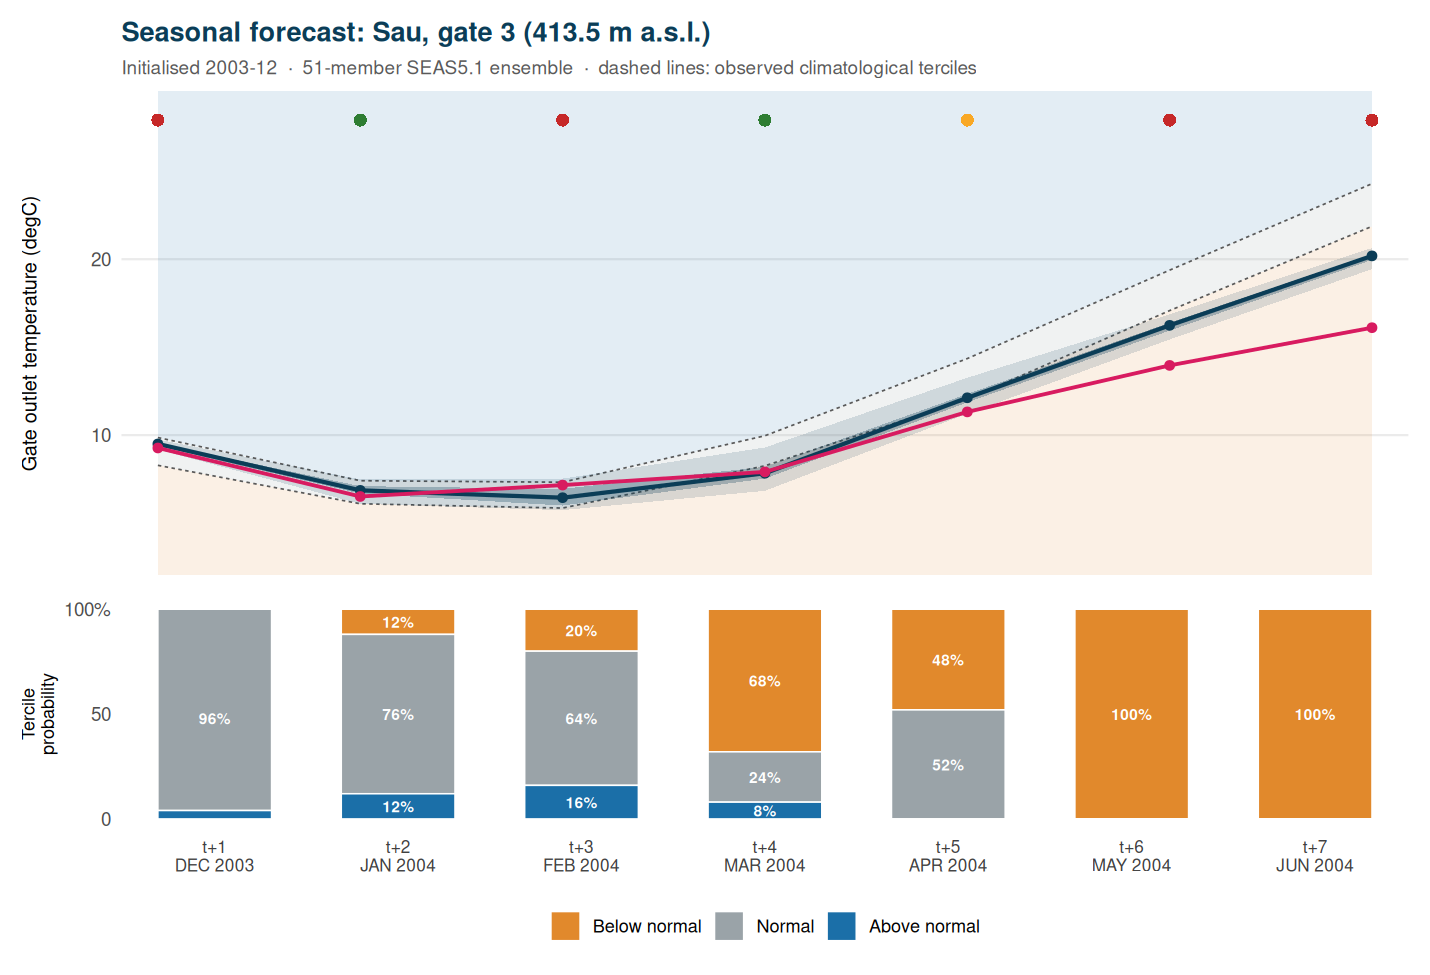 Seasonal forecast: Sau, gate 3 (413.5 m a.s.l.)
Initialised 2003-12 · 51-member SEAS5.1 ensemble · dashed lines: observed climatological terciles
Gate outlet temperature (degC)
20
10
Tercile
probability
100%
50
0
96%
12%
76%
12%
20%
64%
16%
68%
24%
8%
48%
52%
100%
100%
t+1
DEC 2003
t+2
JAN 2004
t+3
FEB 2004
t+4
MAR 2004
t+5
APR 2004
t+6
MAY 2004
t+7
JUN 2004
Below normal
Normal
Above normal